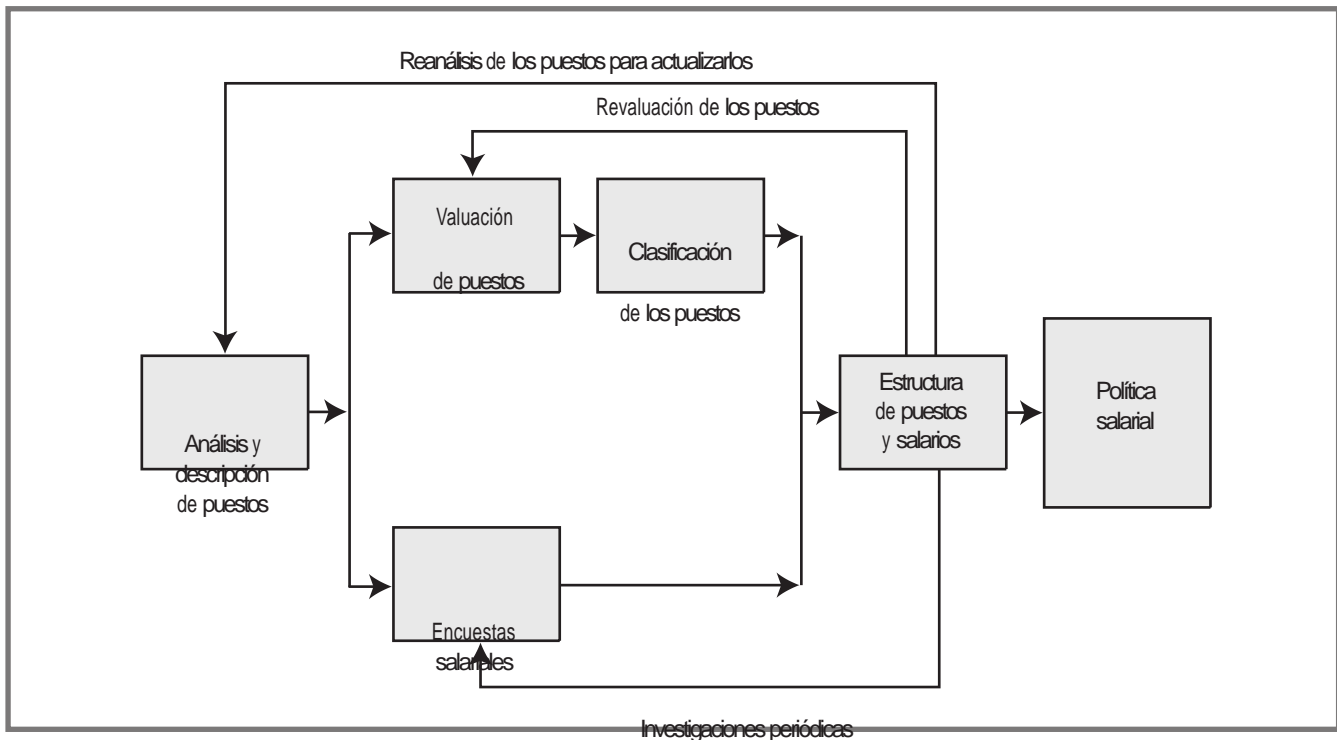 Reanálisis de los puestos para actualizarlos
Revaluación de los puestos
Valuación
de puestos
Clasificación
de los puestos
Análisis y
descripción
de puestos
Estructura
de puestos
y salarios
Política
salarial
Encuestas
salariales
Investigaciones periódicas